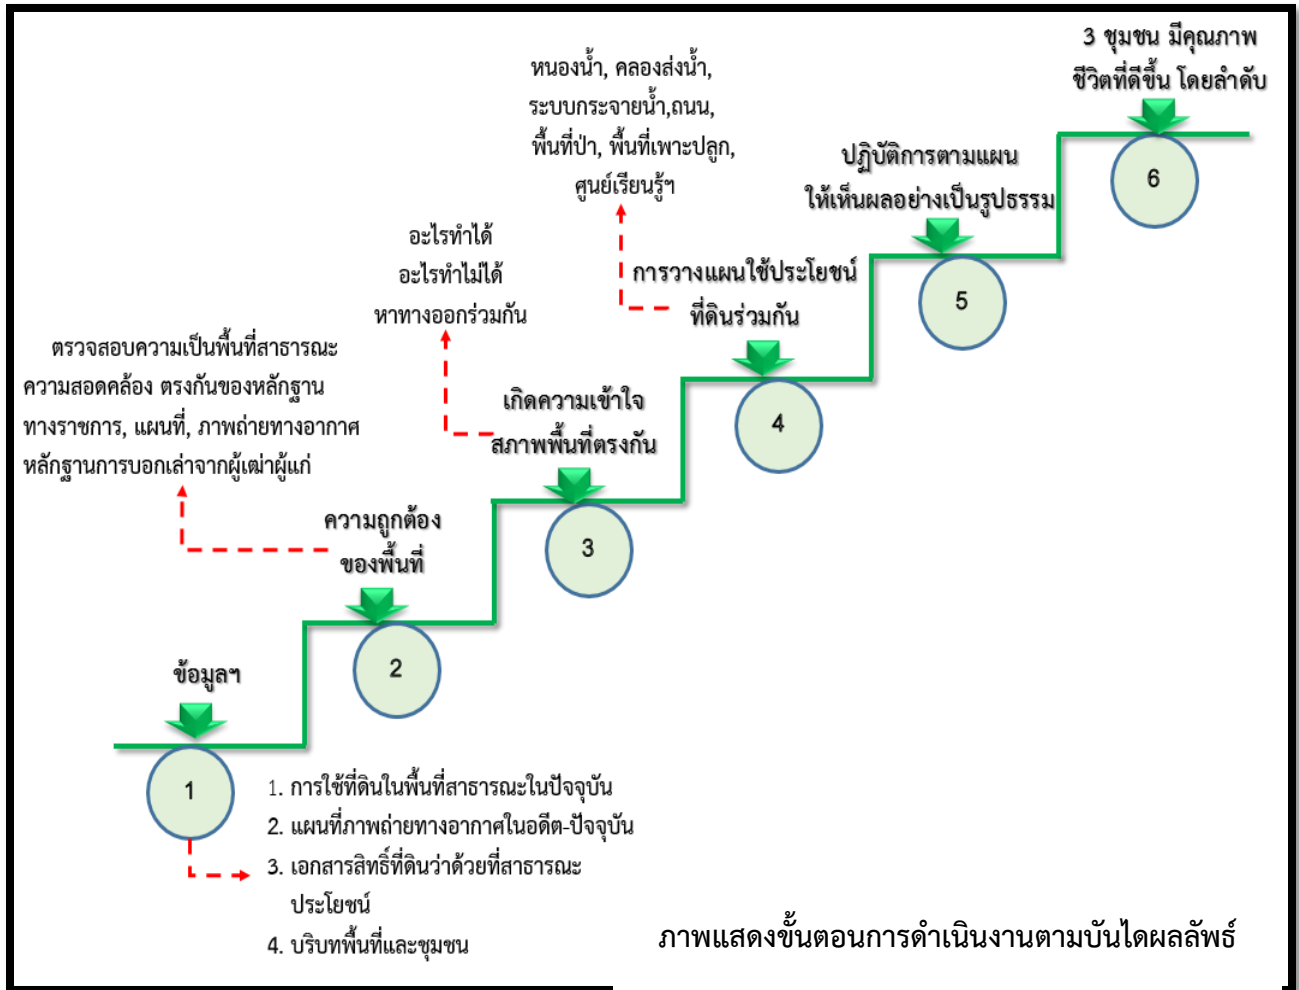 3 ชุมชน มีคุณภาพ
ชีวิตที่ดีขึ้น โดยลำดับ
6
หนองน้ำ, คลองส่งน้ำ,
ระบบกระจายน้ำ,ถนน,
พื้นที่ป่า, พื้นที่เพาะปลูก,
ศูนย์เรียนรู้ฯ
ปฏิบัติการตามแผน
ให้เห็นผลอย่างเป็นรูปธรรม
5
อะไรทำได้
อะไรทำไม่ได้
หาทางออกร่วมกัน
การวางแผนใช้ประโยชน์
ที่ดินร่วมกัน
4
ตรวจสอบความเป็นพื้นที่สาธารณะ
ความสอดคล้อง ตรงกันของหลักฐาน
ทางราชการ, แผนที่, ภาพถ่ายทางอากาศ
หลักฐานการบอกเล่าจากผู้เฒ่าผู้แก่
เกิดความเข้าใจ
สภาพพื้นที่ตรงกัน
3
ความถูกต้อง
ของพื้นที่
2
ข้อมูลฯ
1
1. การใช้ที่ดินในพื้นที่สาธารณะในปัจจุบัน
2. แผนที่ภาพถ่ายทางอากาศในอดีต-ปัจจุบัน
3. เอกสารสิทธิ์ที่ดินว่าด้วยที่สาธารณะ
ประโยชน์
4. บริบทพื้นที่และชุมชน
ภาพแสดงขั้นตอนการดำเนินงานตามบันไดผลลัพธ์